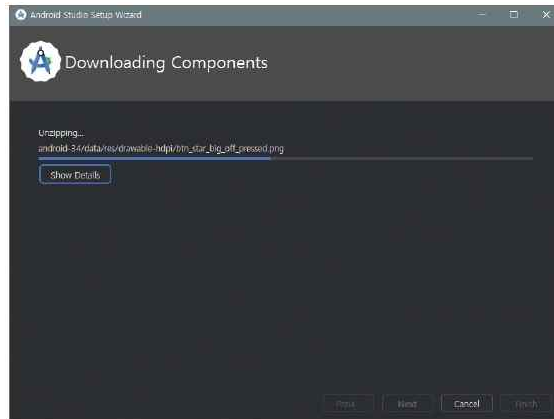 Android Studio Setup Wizard
Downloading Components
Unzipping...
android-34/data/res/drawable-hdpi/btn_star_big_off_pressed.png
Show Details
Next
Cancel
Finish